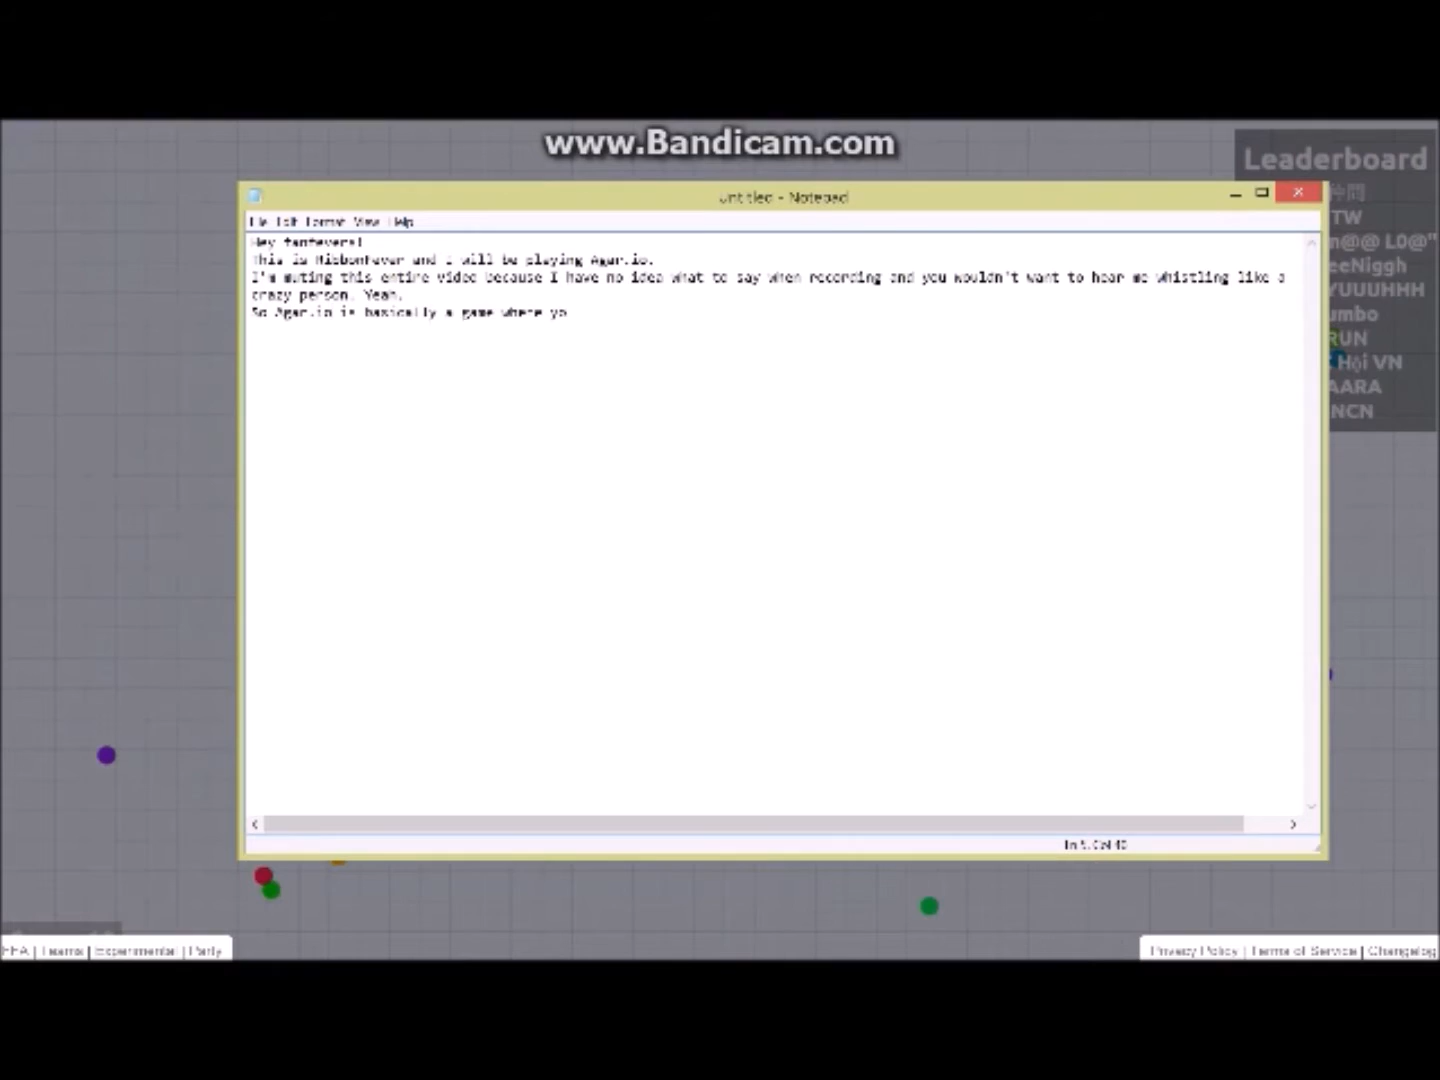 www.Bandicam.com
Leaderboard
仲間
TW
n@@ L0@"
eeNiggh
YUUUHHH
umbo
RUN
Hội VN
AARA
NCN
Untitled - Notepad
File Edit Format View Help
Hey fanfevers!
This is RibbonFever and I will be playing Agar.io.
I'm muting this entire video because I have no idea what to say when recording and you wouldn't want to hear me whistling like a
crazy person. Yeah.
So Agar.io is basically a game where yo
Ln 5, Col 40
FFA | Teams | Experimental | Party
Privacy Policy | Terms of Service | Changelog